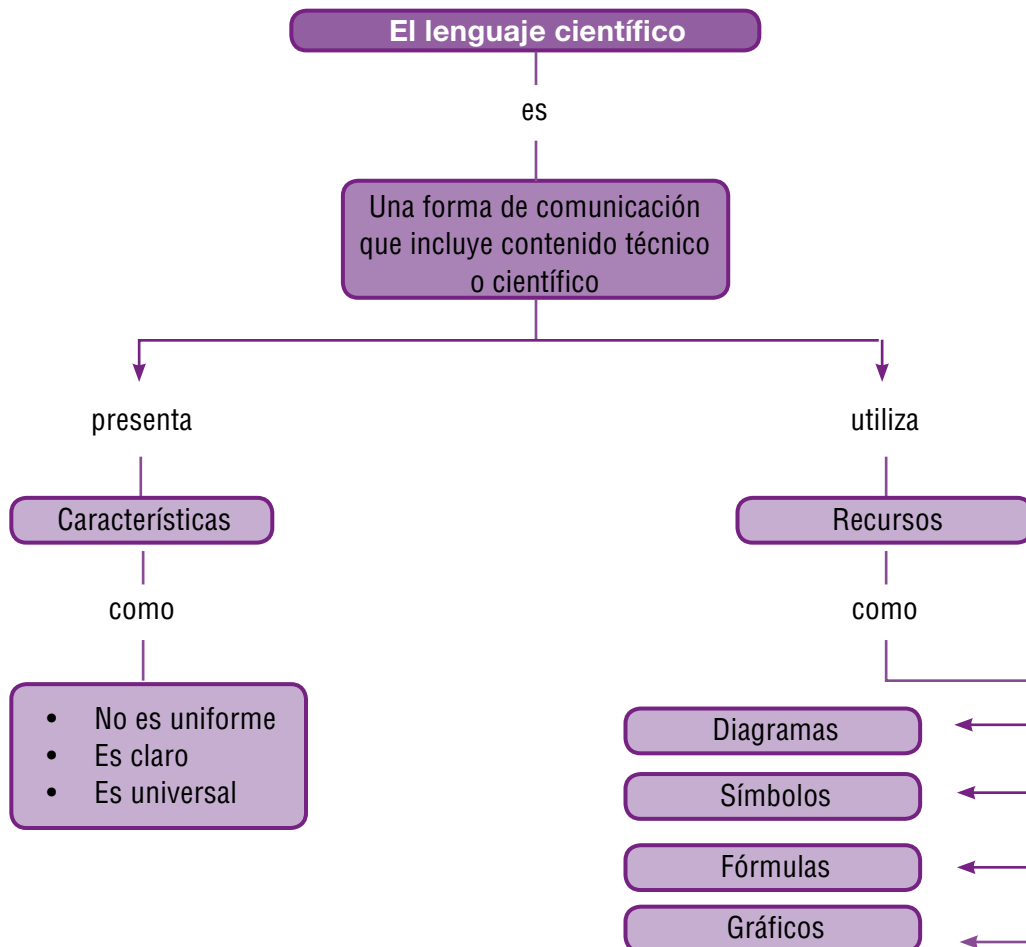 El lenguaje científico
es
Una forma de comunicación
que incluye contenido técnico
o científico
presenta
utiliza
Característísticas
Recursos
como
como
• No es uniforme
• Es claro
• Es universal
Diagramas
Símbolos
Fórmulas
Gráficos